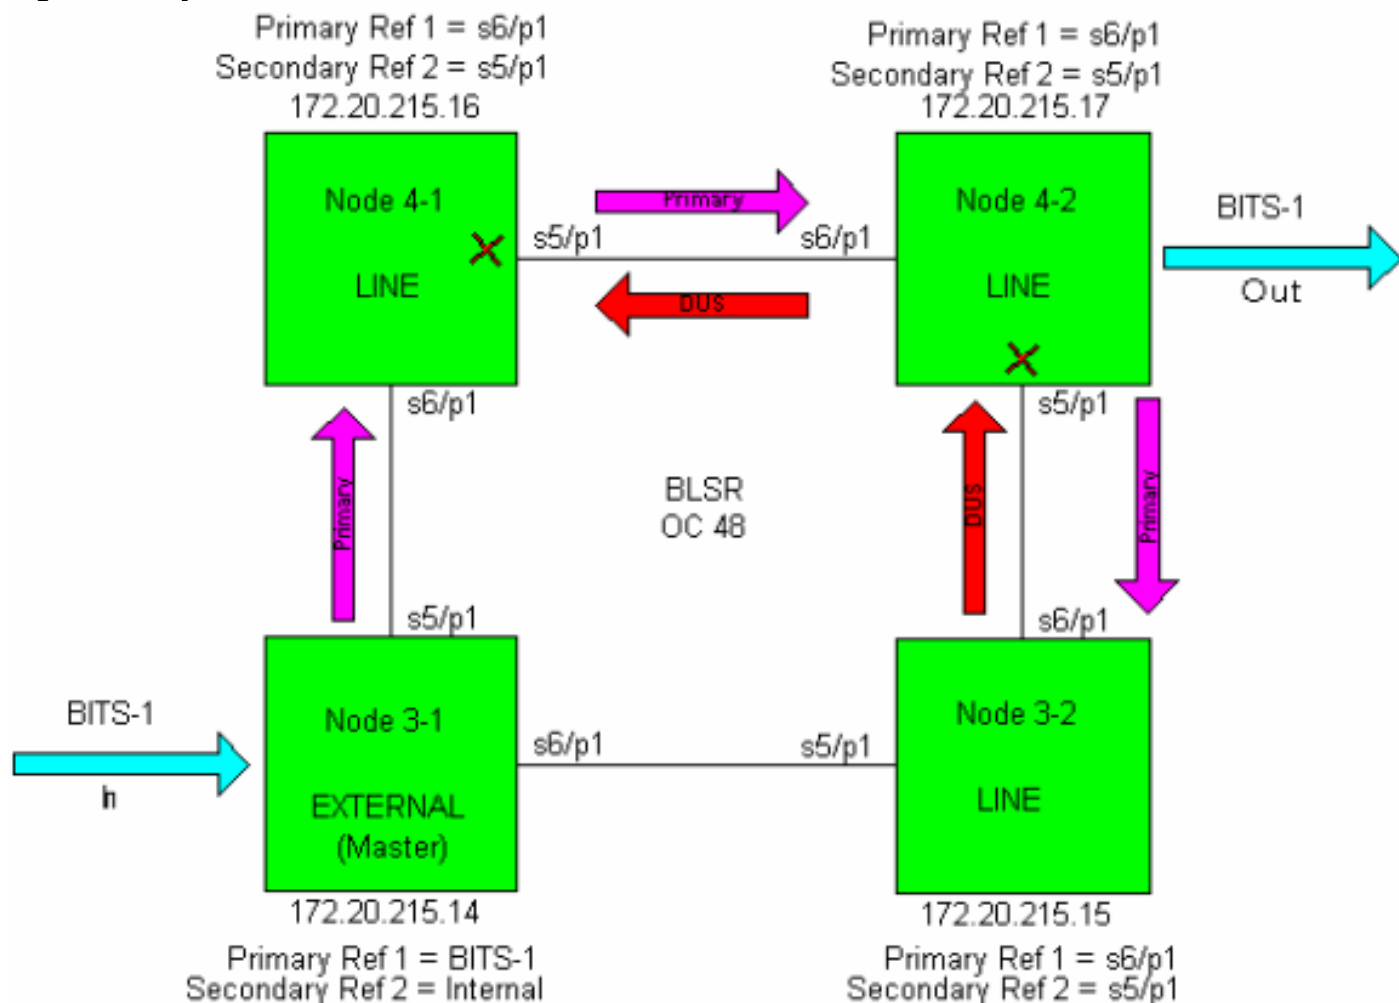 Primary Ref 1 = s6/p1
Secondary Ref 2 = s5/p1
172.20.215.16
Primary Ref 1 = s6/p1
Secondary Ref 2 = s5/p1
172.20.215.17
Node 4-1
LINE
s5/p1
Primary
s6/p1
DUS
Node 4-2
LINE
BITS-1
Out
s6/p1
Primary
s5/p1
BLSR
OC 48
DUS
s5/p1
Primary
s6/p1
BITS-1
In
Node 3-1
EXTERNAL
(Master)
s6/p1
s5/p1
Node 3-2
LINE
172.20.215.14
Primary Ref 1 = BITS-1
Secondary Ref 2 = Internal
172.20.215.15
Primary Ref 1 = s6/p1
Secondary Ref 2 = s5/p1